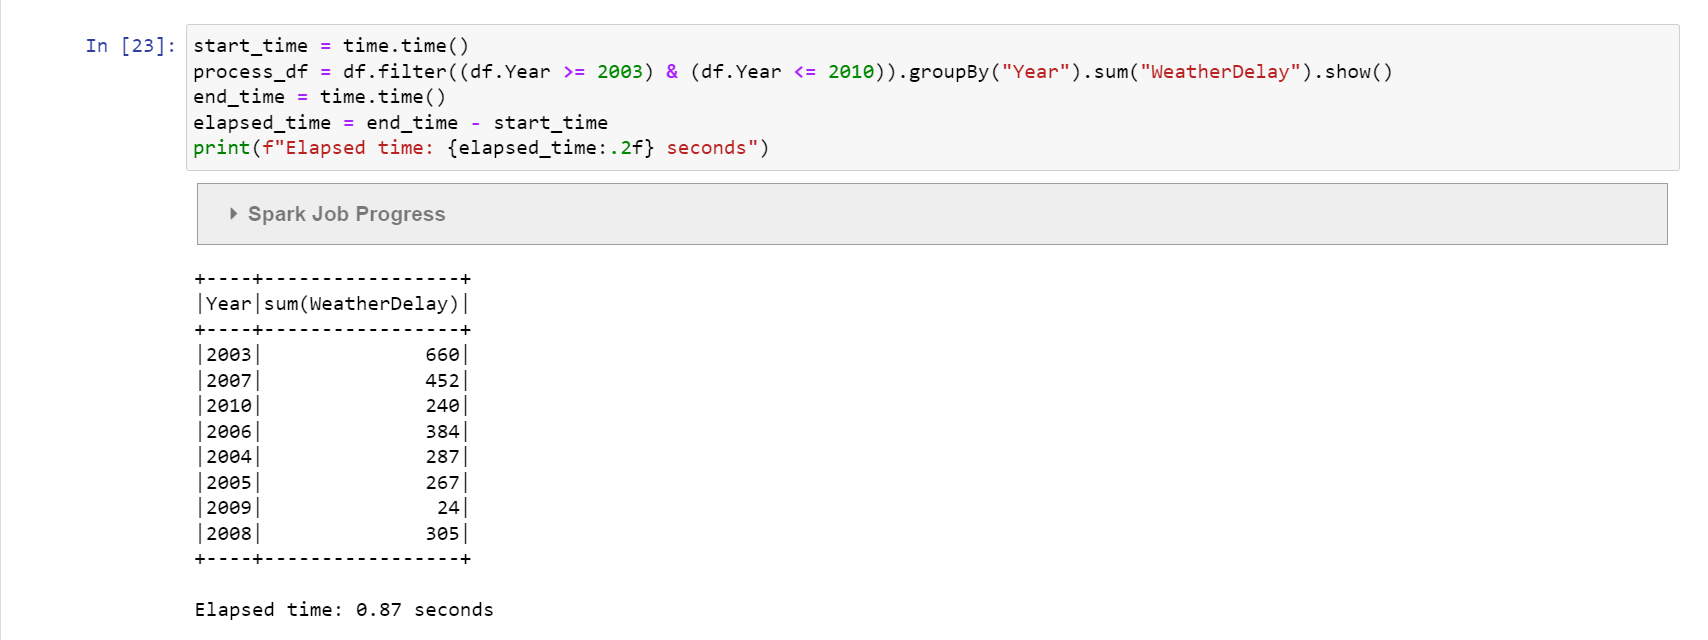 In [23]: start_time = time.time()
process_df = df.filter((df.Year >= 2003) & (df.Year <= 2010)).groupBy("Year").sum("WeatherDelay").show()
end_time = time.time()
elapsed_time = end_time - start_time
print(f"Elapsed time: {elapsed_time:.2f} seconds")
Spark Job Progress
+----+-----------------+
|Year|sum(WeatherDelay)|
+----+-----------------+
|2003|              660|
|2007|              452|
|2010|              240|
|2006|              384|
|2004|              287|
|2005|              267|
|2009|               24|
|2008|              305|
+----+-----------------+
Elapsed time: 0.87 seconds